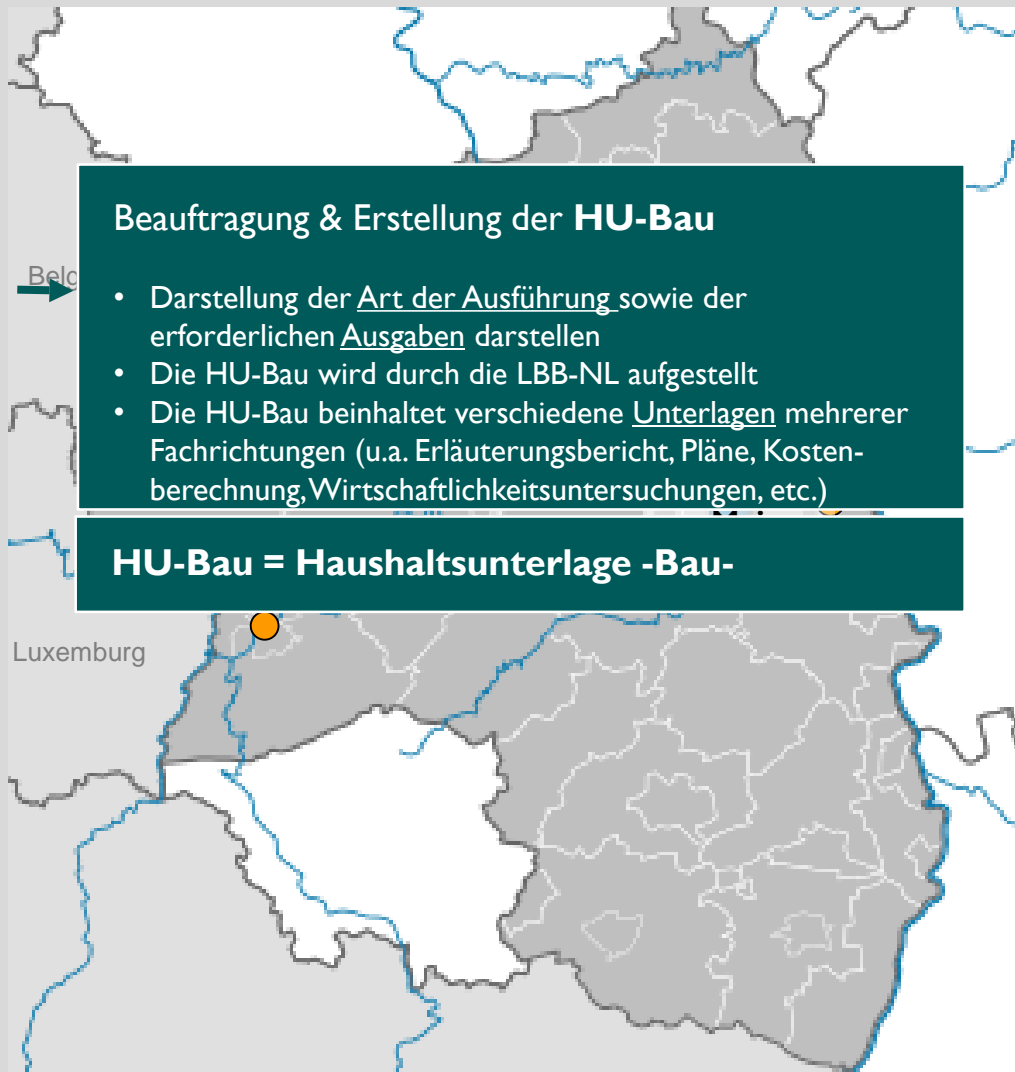 Beauftragung & Erstellung der HU-Bau
• Darstellung der Art der Ausführung sowie der
erforderlichen Ausgaben darstellen
• Die HU-Bau wird durch die LBB-NL aufgestellt
• Die HU-Bau beinhaltet verschiedene Unterlagen mehrerer
Fachrichtungen (u.a. Erläuterungsbericht, Pläne, Kosten-
berechnung, Wirtschaftlichkeitsuntersuchungen, etc.)
HU-Bau = Haushaltsunterlage -Bau-
Luxemburg